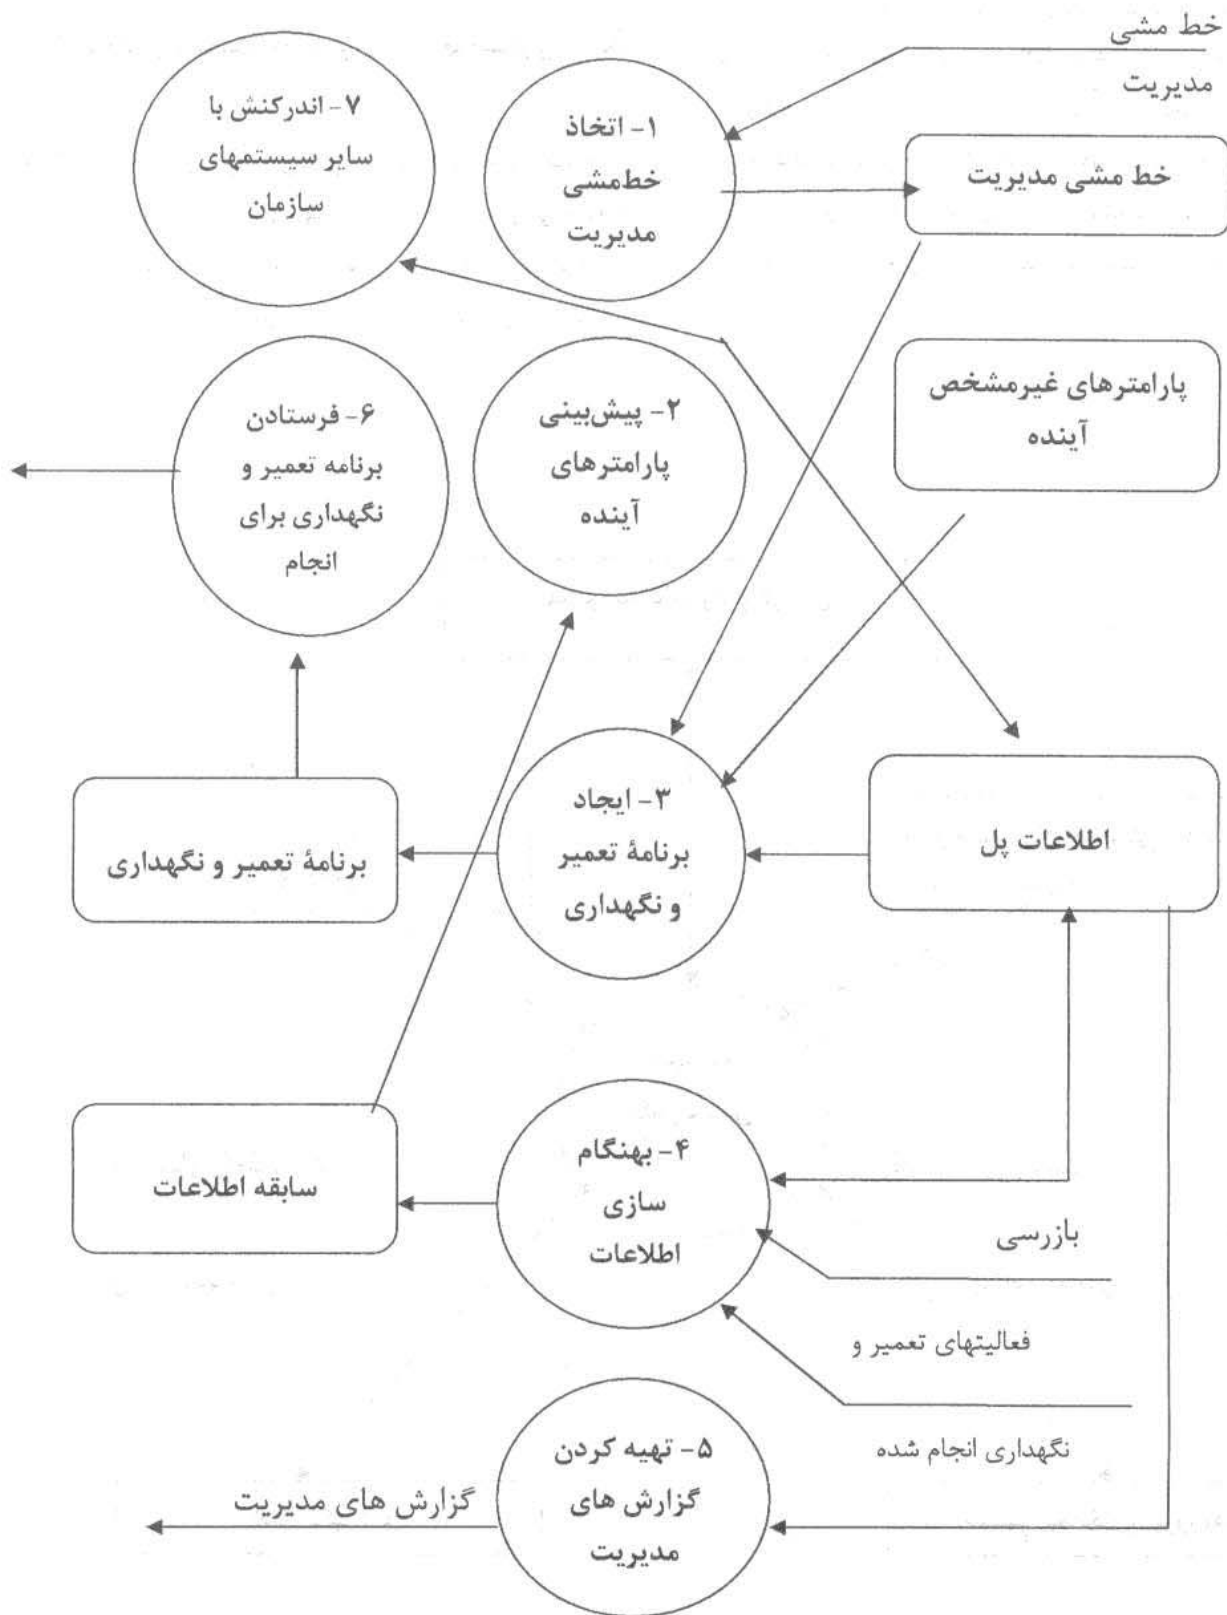 خط مشی
مدیریت
۱- اتخاذ
خط‌مشی
مدیریت
خط مشی مدیریت
۷- اندرکنش با
سایر سیستمهای
سازمان
پارامترهای غیرمشخص
آینده
۲- پیش‌بینی
پارامترهای
آینده
۶- فرستادن
برنامه تعمیر و
نگهداری برای
انجام
اطلاعات پل
۳- ایجاد
برنامهٔ تعمیر
و نگهداری
برنامهٔ تعمیر و نگهداری
۴- بهنگام
سازی
اطلاعات
سابقه اطلاعات
بازرسی
فعالیتهای تعمیر و
نگهداری انجام شده
۵- تهیه کردن
گزارش های
مدیریت
گزارش های مدیریت